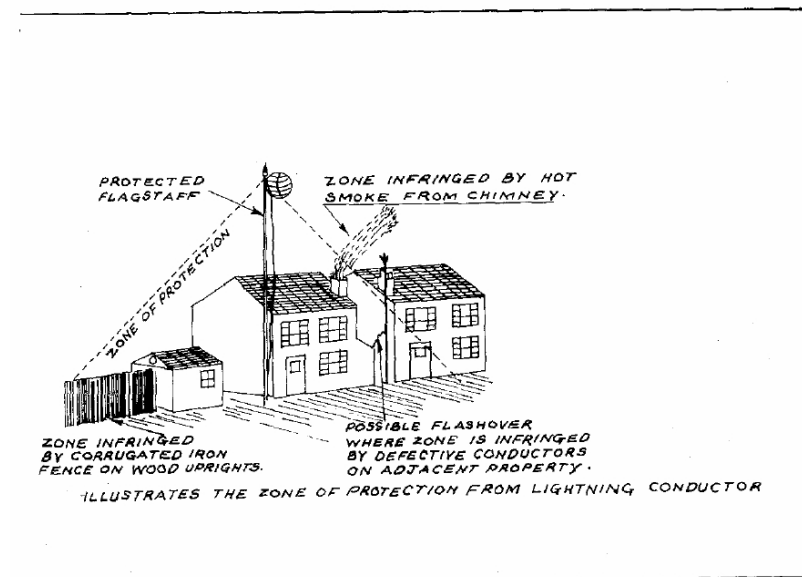 PROTECTED
FLAGSTAFF
ZONE INFRINGED BY HOT
SMOKE FROM CHIMNEY.
ZONE OF PROTECTION
ZONE INFRINGED
BY CORRUGATED IRON
FENCE ON WOOD UPRIGHTS.
POSSIBLE FLASHOVER
WHERE ZONE IS INFRINGED
BY DEFECTIVE CONDUCTORS
ON ADJACENT PROPERTY.
ILLUSTRATES THE ZONE OF PROTECTION FROM LIGHTNING CONDUCTOR